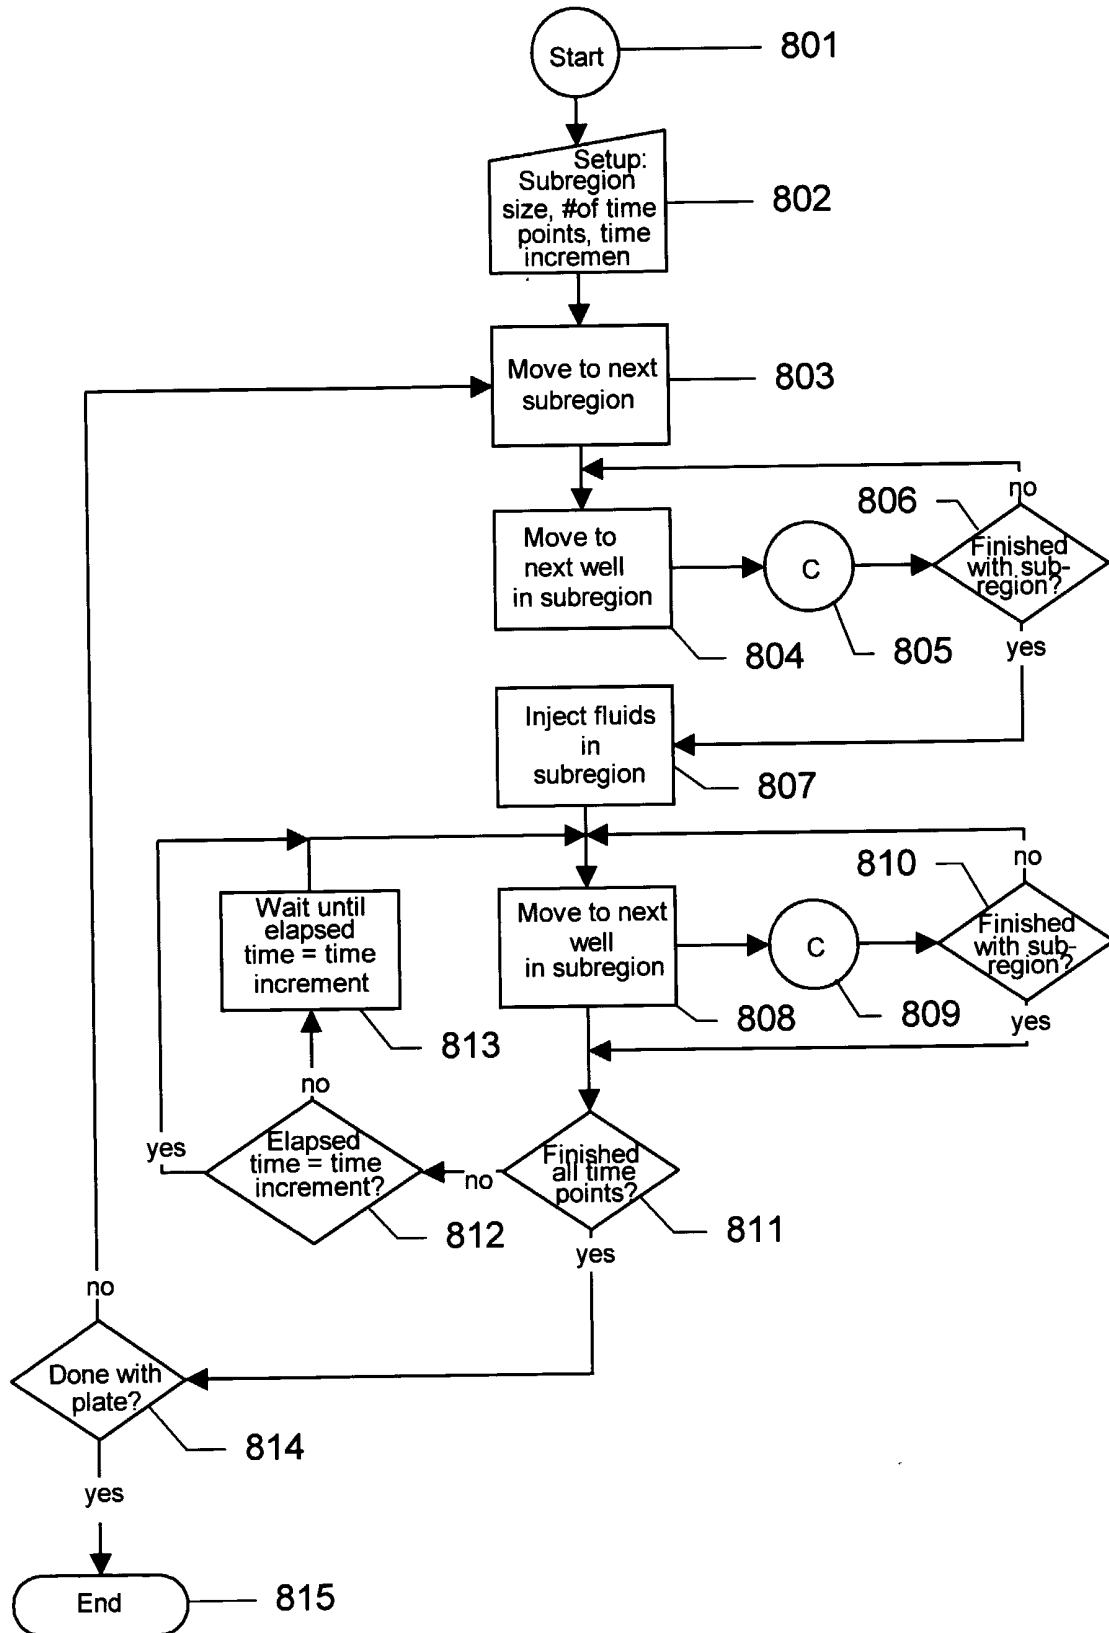 Start
801
Setup:
Subregion
size, #of time
points, time
incremen
802
Move to next
subregion
803
Move to
next well
in subregion
804
C
805
806
no
Finished
with sub-
region?
yes
Inject fluids
in
subregion
807
810
no
Wait until
elapsed
time = time
increment
813
Move to next
well
in subregion
808
C
809
Finished
with sub-
region?
yes
no
yes
Elapsed
time = time
increment?
812
no
Finished
all time
points?
811
yes
no
Done with
plate?
814
yes
End
815